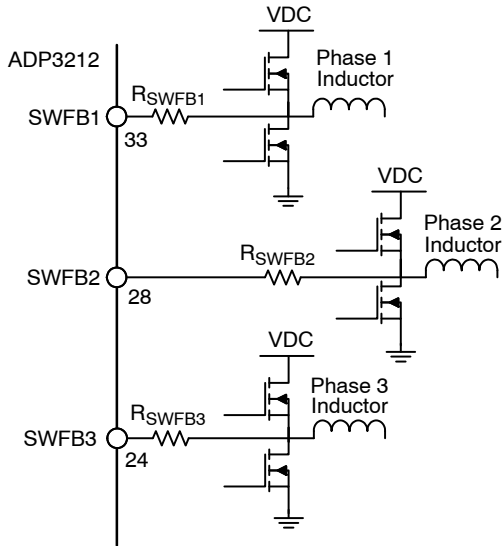 VDC
ADP3212
Phase 1
Inductor
RSWFB1
SWFB1
33
VDC
Phase 2
Inductor
RSWFB2
SWFB2
28
VDC
Phase 3
Inductor
RSWFB3
SWFB3
24